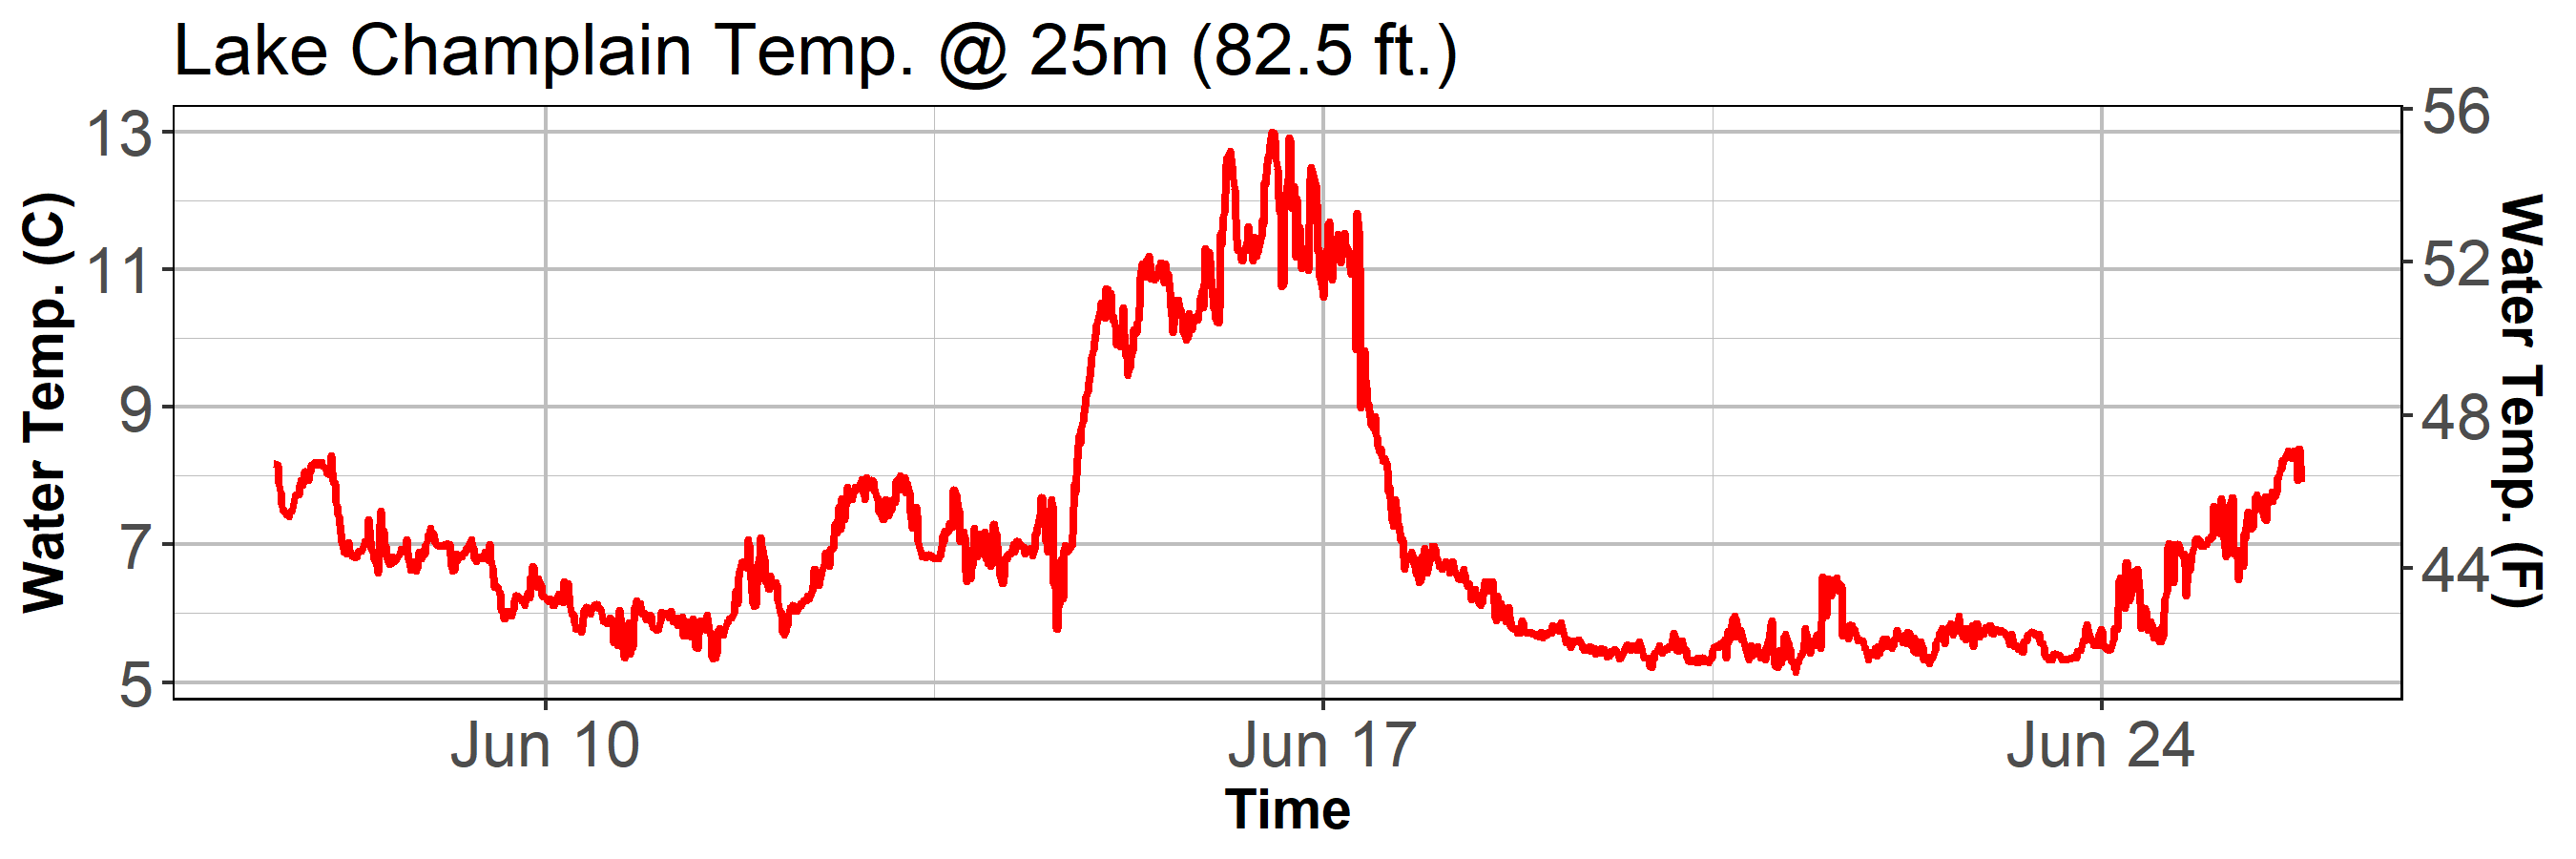 Lake Champlain Temp. @ 25m (82.5 ft.)
Water Temp. (C)
13
11
9
7
5
56
52
48
44
Water Temp. (F)
Jun 10
Jun 17
Jun 24
Time